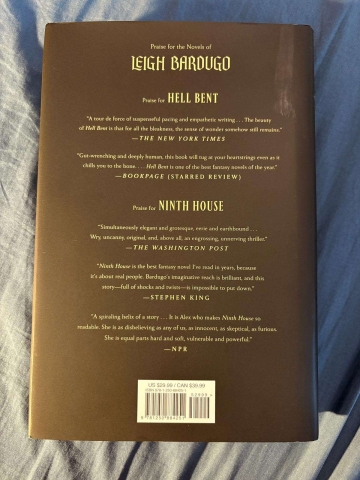 Praise for the Novels of
LEIGH BARDUGO
Praise for HELL BENT
"A tour de force of suspenseful pacing and empathetic writing . . . The beauty
of Hell Bent is that for all the bleakness, the sense of wonder somehow still remains."
—THE NEW YORK TIMES
"Gut-wrenching and deeply human, this book will tug at your heartstrings even as it
chills you to the bone. . . . Hell Bent is one of the best fantasy novels of the year."
—BOOKPAGE (STARRED REVIEW)
Praise for NINTH HOUSE
"Simultaneously elegant and grotesque, eerie and earthbound . . .
Wry, uncanny, original, and, above all, an engrossing, unnerving thriller."
—THE WASHINGTON POST
"Ninth House is the best fantasy novel I've read in years, because
it's about real people. Bardugo's imaginative reach is brilliant, and this
story—full of shocks and twists—is impossible to put down."
—STEPHEN KING
"A spiraling helix of a story . . . It is Alex who makes Ninth House so
readable. She is as disbelieving as any of us, as innocent, as skeptical, as furious.
She is equal parts hard and soft, vulnerable and powerful."
—NPR
US $29.99 / CAN $39.99